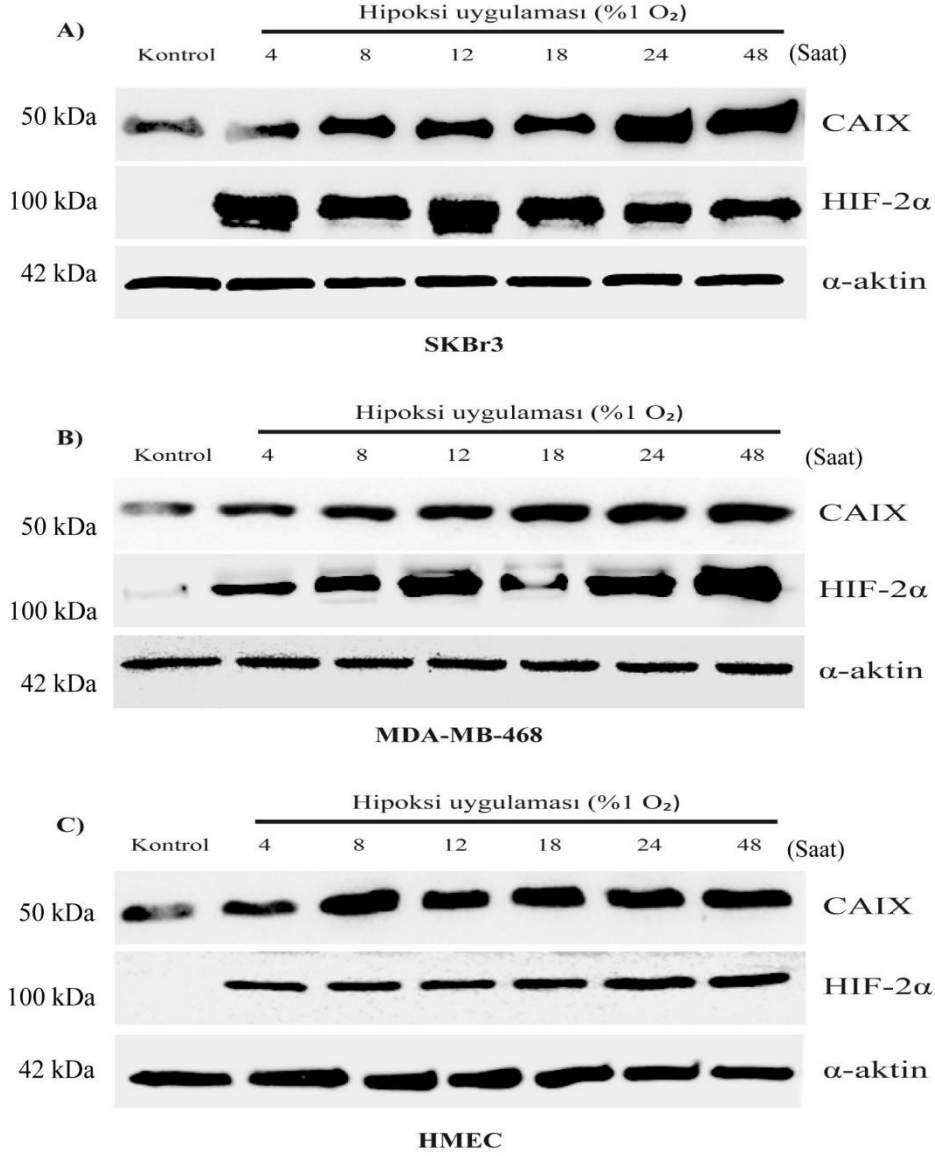 A)
Hipoksi uygulaması (%1 O₂)
Kontrol 4 8 12 18 24 48 (Saat)
50 kDa CAIX
100 kDa HIF-2α
42 kDa α-aktin
SKBr3
Hipoksi uygulaması (%1 O₂)
B)
Kontrol 4 8 12 18 24 48 (Saat)
50 kDa CAIX
100 kDa HIF-2α
42 kDa α-aktin
MDA-MB-468
Hipoksi uygulaması (%1 O₂)
C)
Kontrol 4 8 12 18 24 48 (Saat)
50 kDa CAIX
100 kDa HIF-2α
42 kDa α-aktin
HMEC